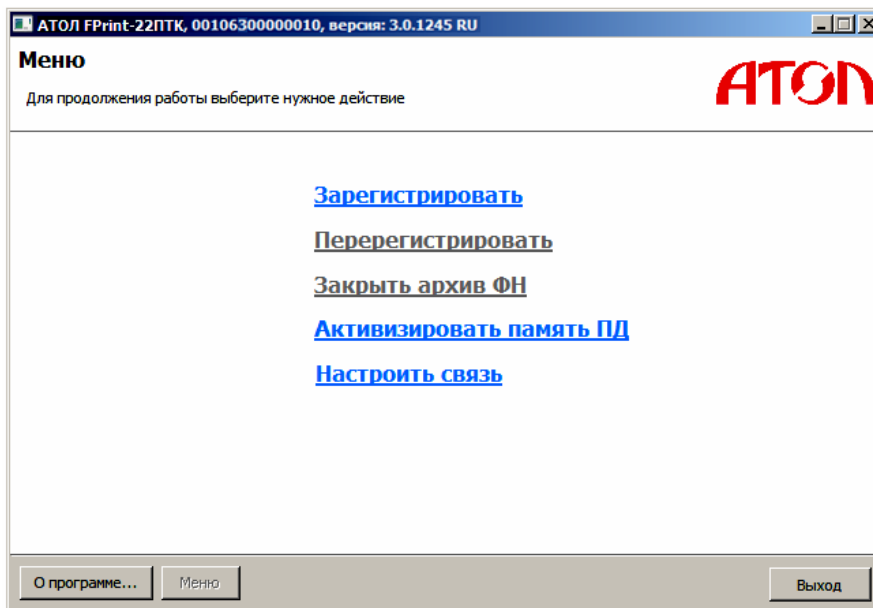 АТОЛ FPrint-22ПТК, 00106300000010, версия: 3.0.1245 RU
Меню
Для продолжения работы выберите нужное действие
АТОЛ
Зарегистрировать
Перерегистрировать
Закрыть архив ФН
Активизировать память ПД
Настроить связь
О программе...
Меню
Выход